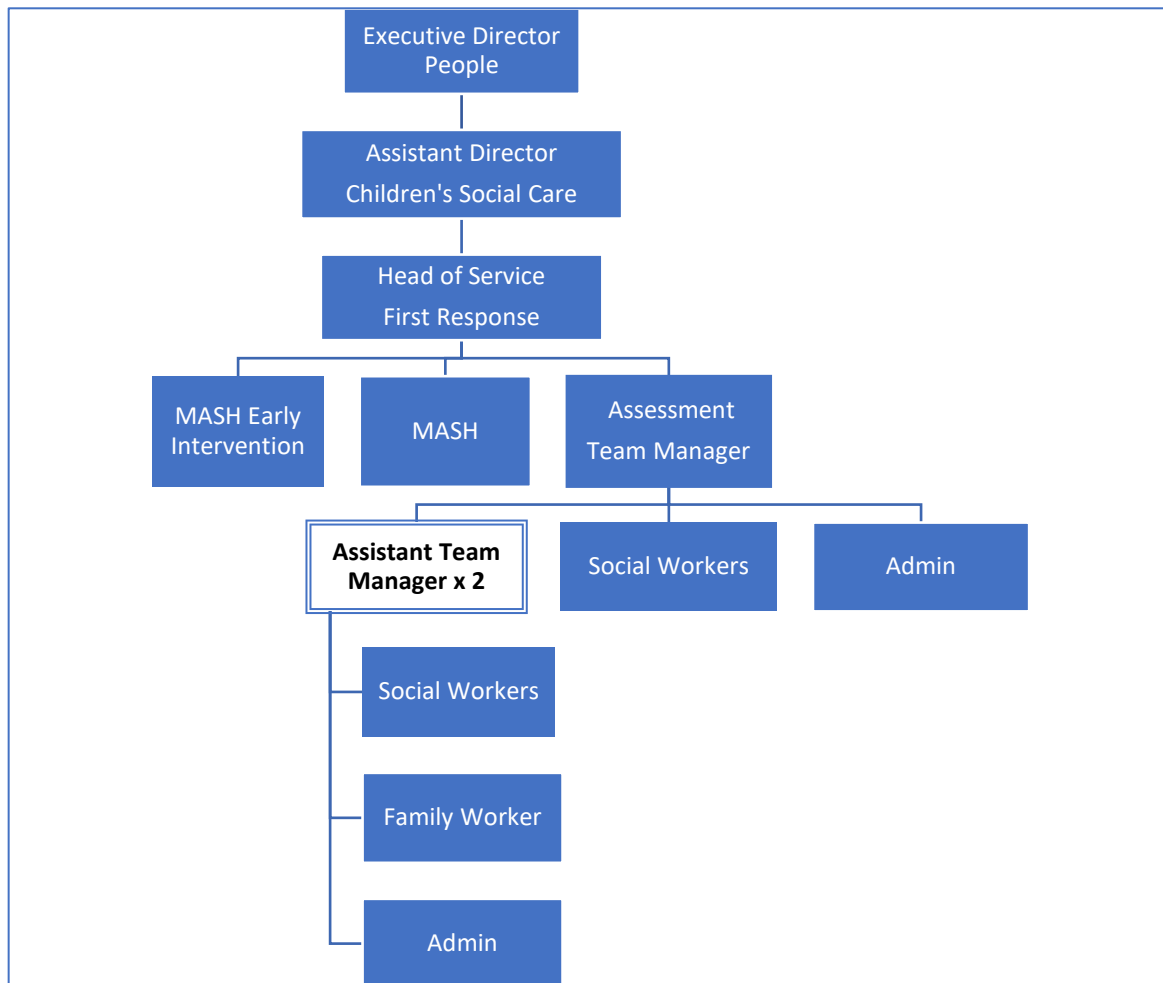 Executive Director
People
Assistant Director
Children's Social Care
Head of Service
First Response
MASH Early
Intervention
MASH
Assessment
Team Manager
Assistant Team
Manager x 2
Social Workers
Admin
Social Workers
Family Worker
Admin